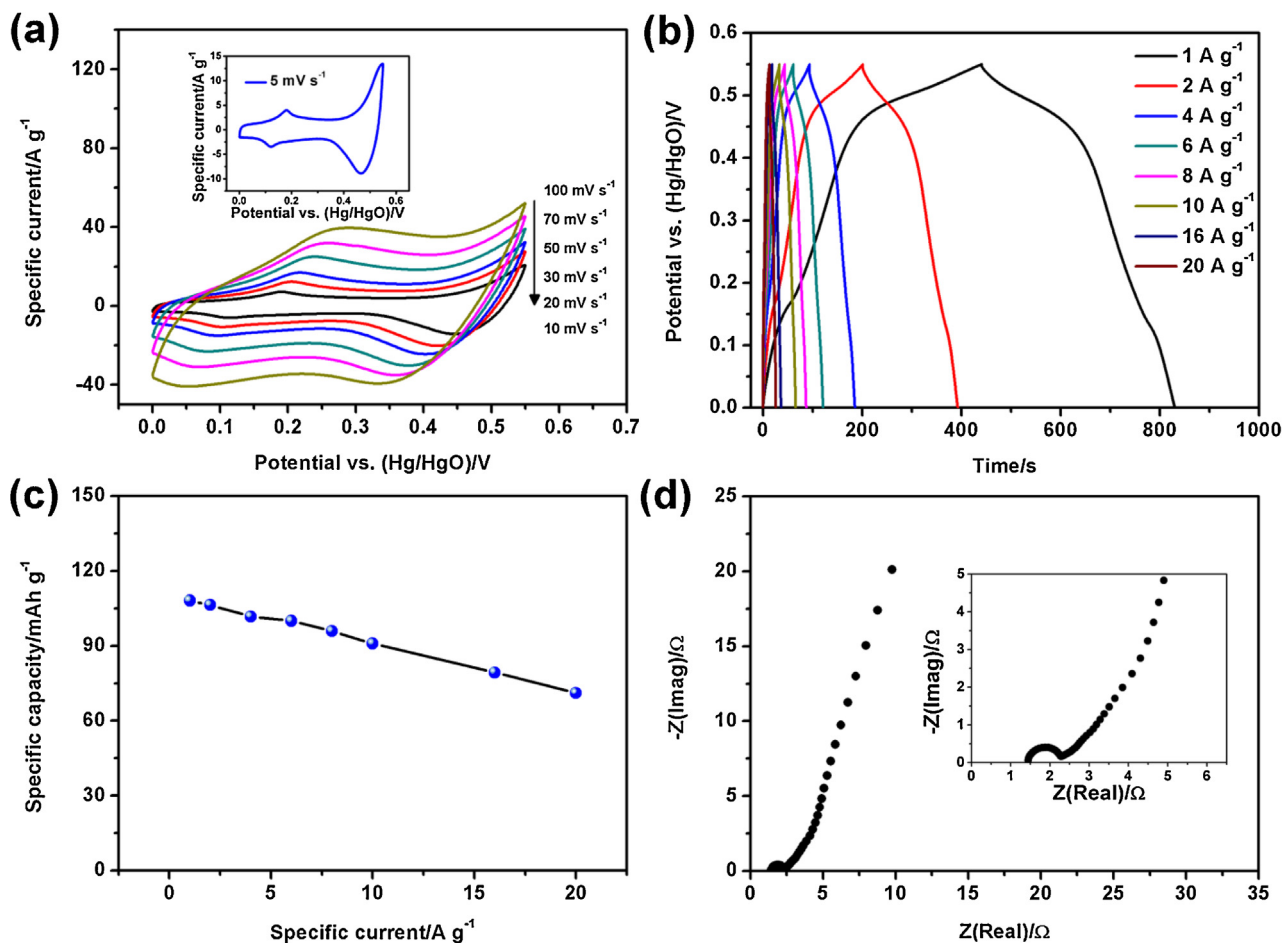 (a)
Specific current/A g⁻¹
120
80
40
0
-40
0.0 0.1 0.2 0.3 0.4 0.5 0.6 0.7
Potential vs. (Hg/HgO)/V
100 mV s⁻¹
70 mV s⁻¹
50 mV s⁻¹
30 mV s⁻¹
20 mV s⁻¹
10 mV s⁻¹
Specific current/A g⁻¹
15
10
5
0
-5
-10
0.0 0.2 0.4 0.6
Potential vs. (Hg/HgO)/V
5 mV s⁻¹
(b)
Potential vs. (Hg/HgO)/V
0.6
0.5
0.4
0.3
0.2
0.1
0.0
0 200 400 600 800 1000
Time/s
1 A g⁻¹
2 A g⁻¹
4 A g⁻¹
6 A g⁻¹
8 A g⁻¹
10 A g⁻¹
16 A g⁻¹
20 A g⁻¹
(c)
Specific capacity/mAh g⁻¹
150
120
90
60
30
0
0 5 10 15 20
Specific current/A g⁻¹
(d)
-Z(Imag)/Ω
25
20
15
10
5
0
0 5 10 15 20 25 30 35
Z(Real)/Ω
-Z(Imag)/Ω
5
4
3
2
1
0
0 1 2 3 4 5 6
Z(Real)/Ω